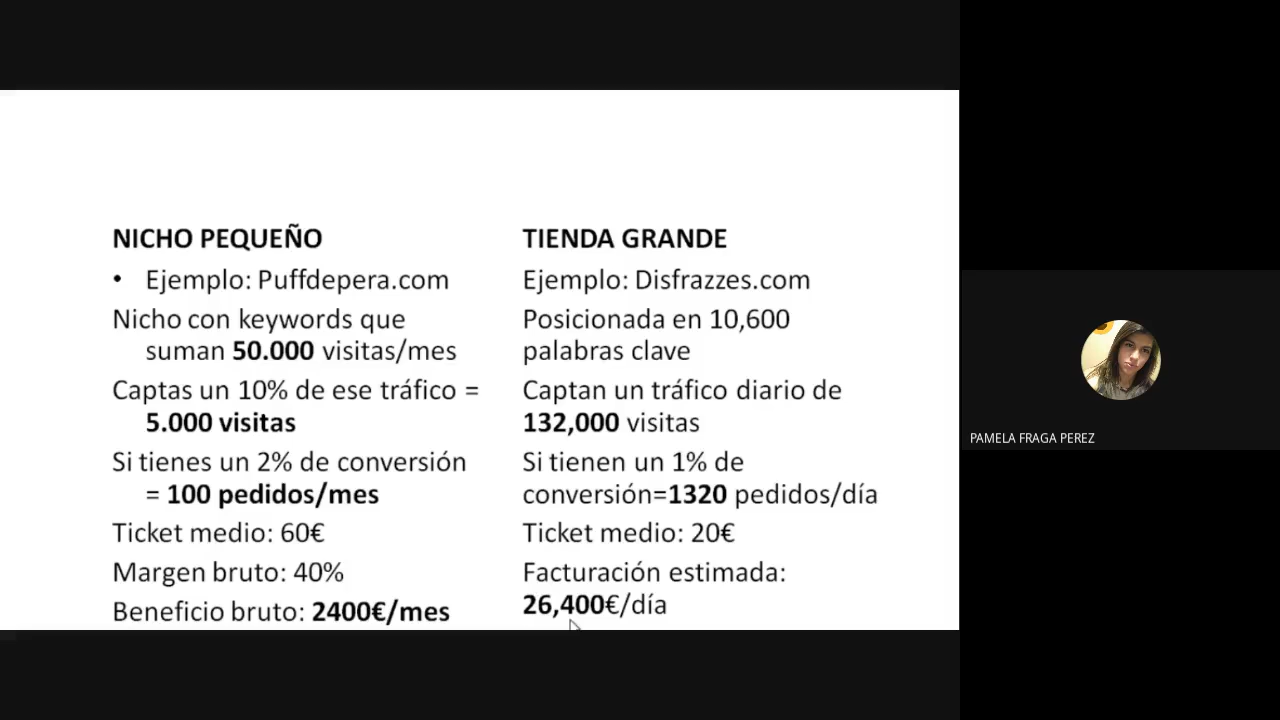 NICHO PEQUEÑO
• Ejemplo: Puffdepera.com
Nicho con keywords que
suman 50.000 visitas/mes
Captas un 10% de ese tráfico =
5.000 visitas
Si tienes un 2% de conversión
= 100 pedidos/mes
Ticket medio: 60€
Margen bruto: 40%
Beneficio bruto: 2400€/mes
TIENDA GRANDE
Ejemplo: Disfrazzes.com
Posicionada en 10,600
palabras clave
Captan un tráfico diario de
132,000 visitas
Si tienen un 1% de
conversión=1320 pedidos/día
Ticket medio: 20€
Facturación estimada:
26,400€/día
PAMELA FRAGA PEREZ